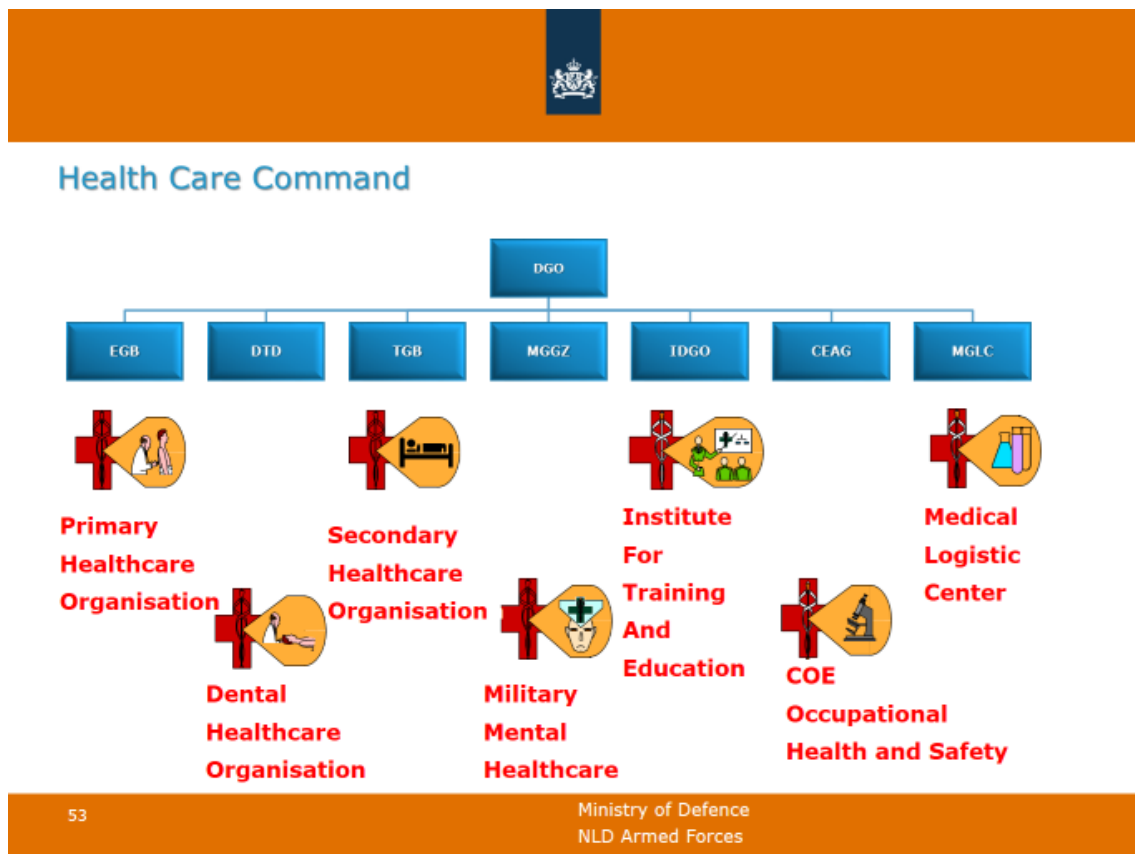 Health Care Command
DGO
EGB
DTD
TGB
MGGZ
IDGO
CEAG
MGLC
Primary
Healthcare
Organisation
Dental
Healthcare
Organisation
Secondary
Healthcare
Organisation
Military
Mental
Healthcare
Institute
For
Training
And
Education
COE
Occupational
Health and Safety
Medical
Logistic
Center
53
Ministry of Defence
NLD Armed Forces